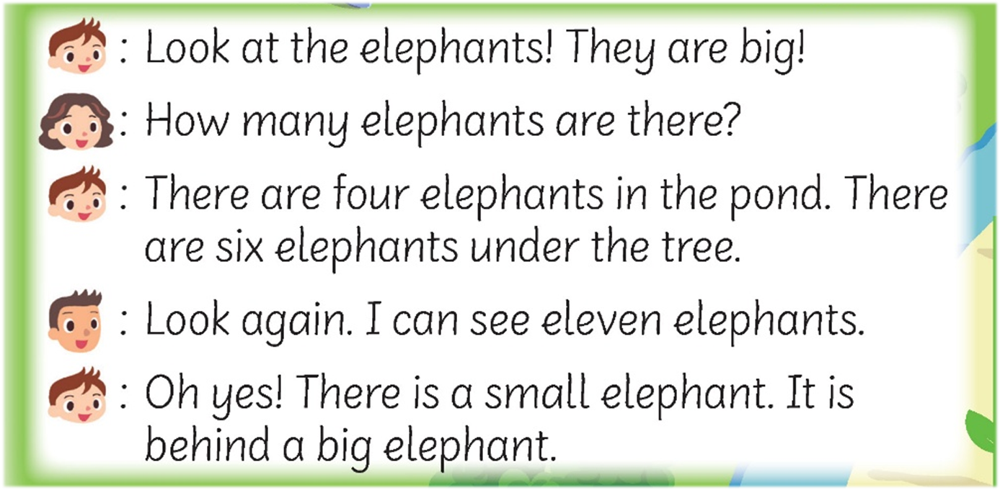 : Look at the elephants! They are big!
: How many elephants are there?
: There are four elephants in the pond. There
are six elephants under the tree.
: Look again. I can see eleven elephants.
: Oh yes! There is a small elephant. It is
behind a big elephant.